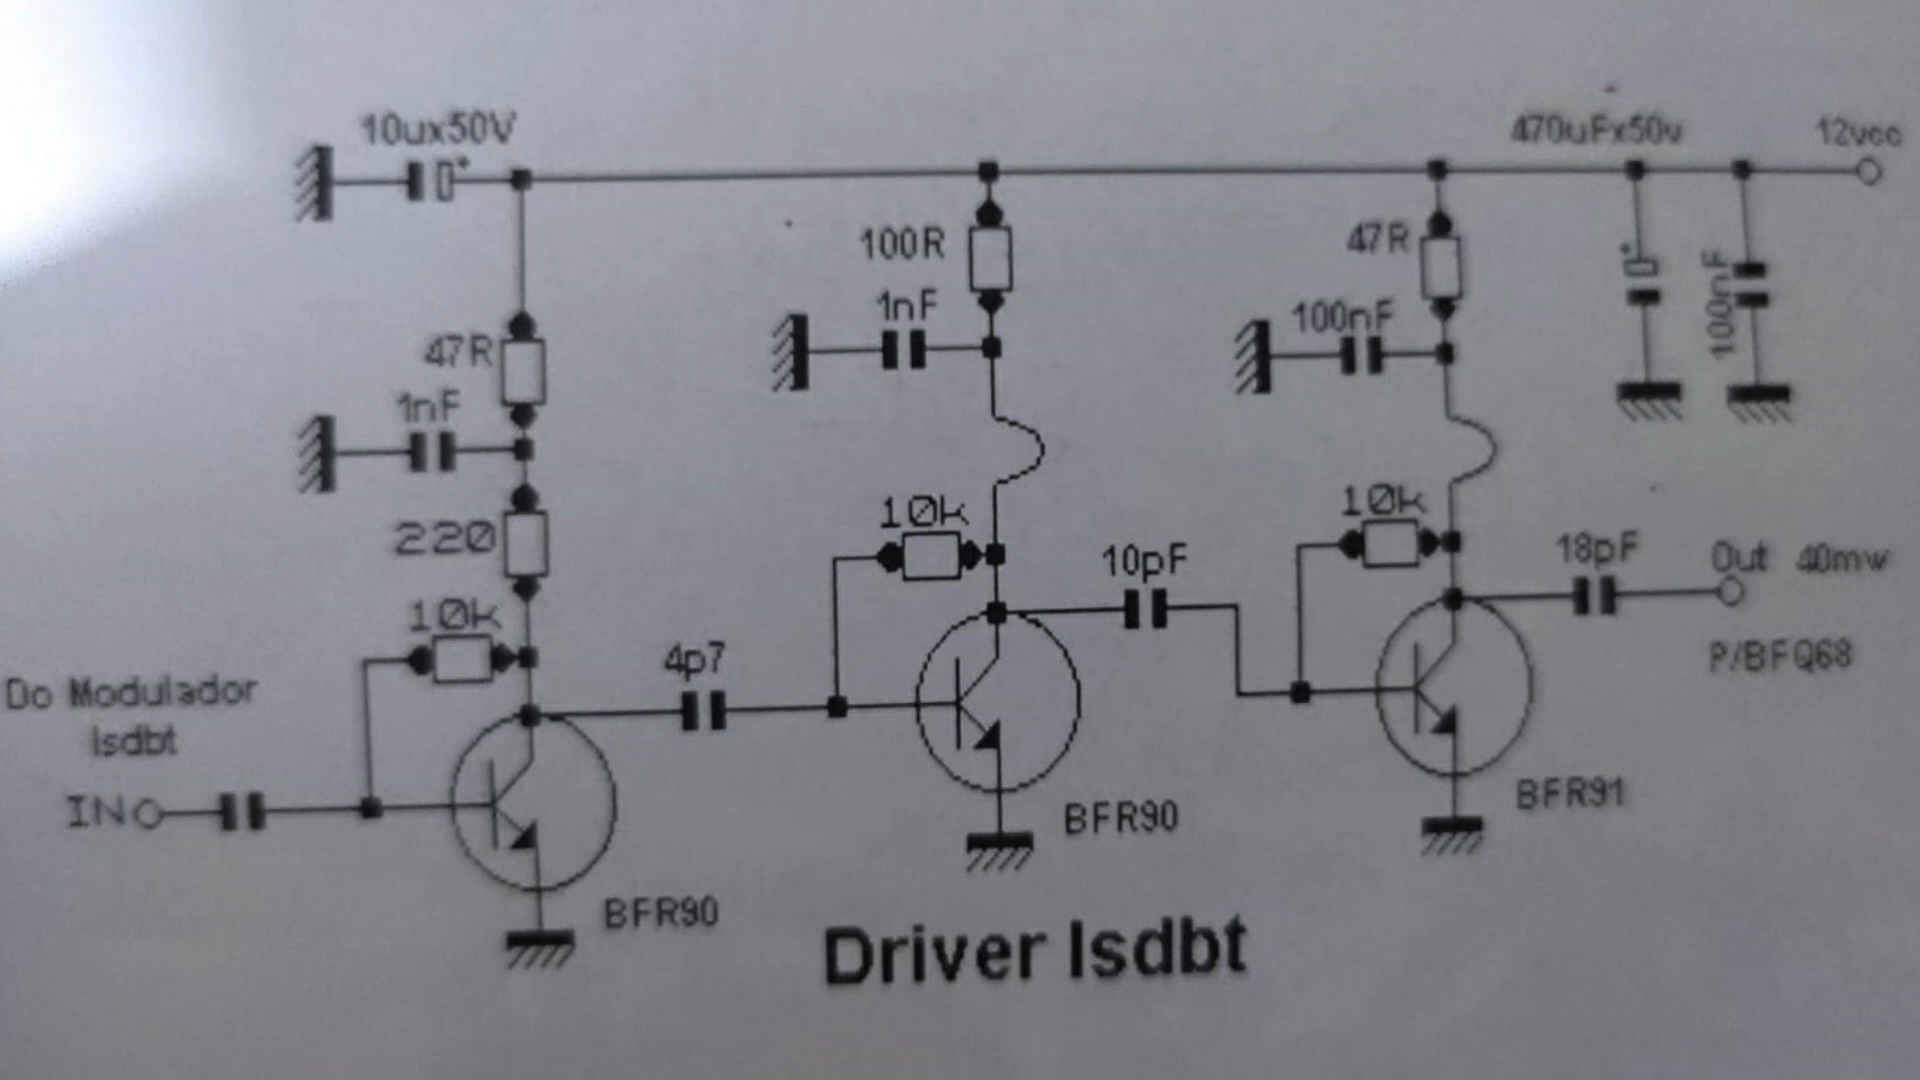 10ux50V
470uFx50v
12vcc
100R
47R
1nF
100nF
100nF
47R
1nF
10k
10k
220
10pF
18pF
Out 40mw
10k
4p7
P/BFQ68
Do Modulador
Isdbt
IN
BFR90
BFR91
BFR90
Driver Isdbt